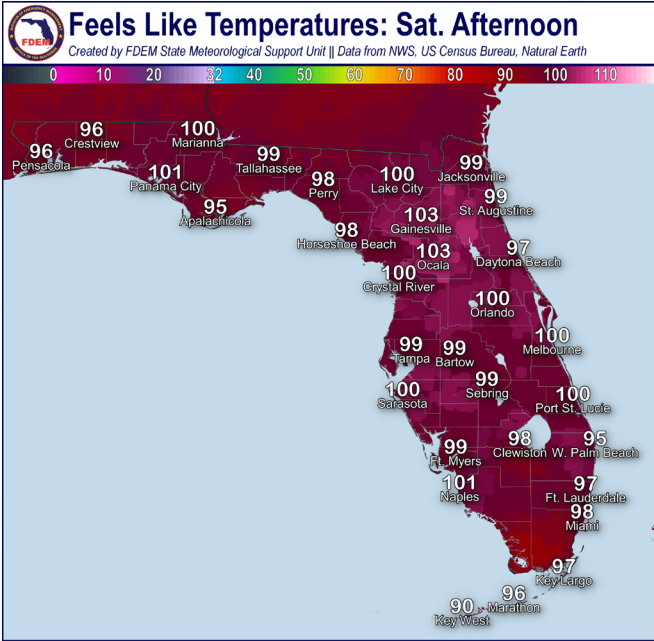 Feels Like Temperatures: Sat. Afternoon
FDEM
Created by FDEM State Meteorological Support Unit || Data from NWS, US Census Bureau, Natural Earth
0 10 20 32 40 50 60 70 80 90 100 110
96
Crestview
100
Marianna
96
Pensacola
99
Tallahassee
101
Panama City
98
Perry
100
Lake City
99
Jacksonville
95
Apalachicola
99
St. Augustine
103
Gainesville
98
Horseshoe Beach
103
Ocala
97
Daytona Beach
100
Crystal River
100
Orlando
100
Melbourne
99
Tampa
99
Bartow
99
Sebring
100
Sarasota
100
Port St. Lucie
99
Ft. Myers
98
Clewiston
95
W. Palm Beach
101
Naples
97
Ft. Lauderdale
98
Miami
97
Key Largo
96
Marathon
90
Key West